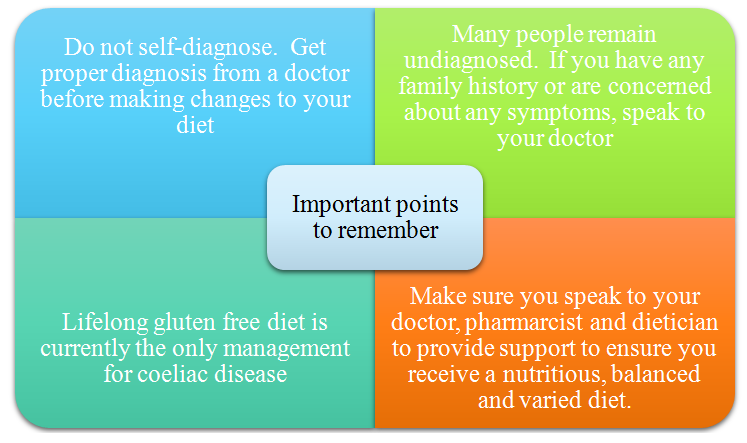 Do not self-diagnose.  Get
proper diagnosis from a doctor
before making changes to your
diet
Many people remain
undiagnosed.  If you have any
family history or are concerned
about any symptoms, speak to
your doctor
Important points
to remember
Lifelong gluten free diet is
currently the only management
for coeliac disease
Make sure you speak to your
doctor, pharmarcist and dietician
to provide support to ensure you
receive a nutritious, balanced
and varied diet.